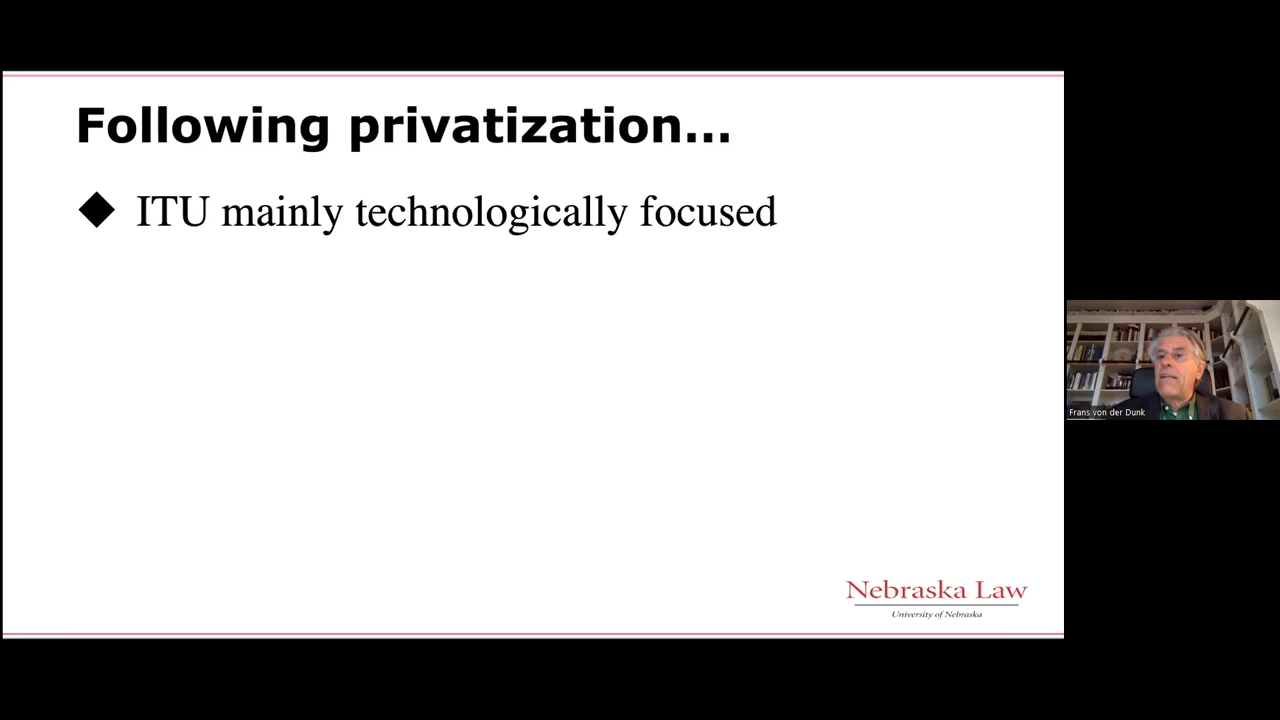 Following privatization...
◆ ITU mainly technologically focused
Nebraska Law
University of Nebraska
Frans von der Dunk